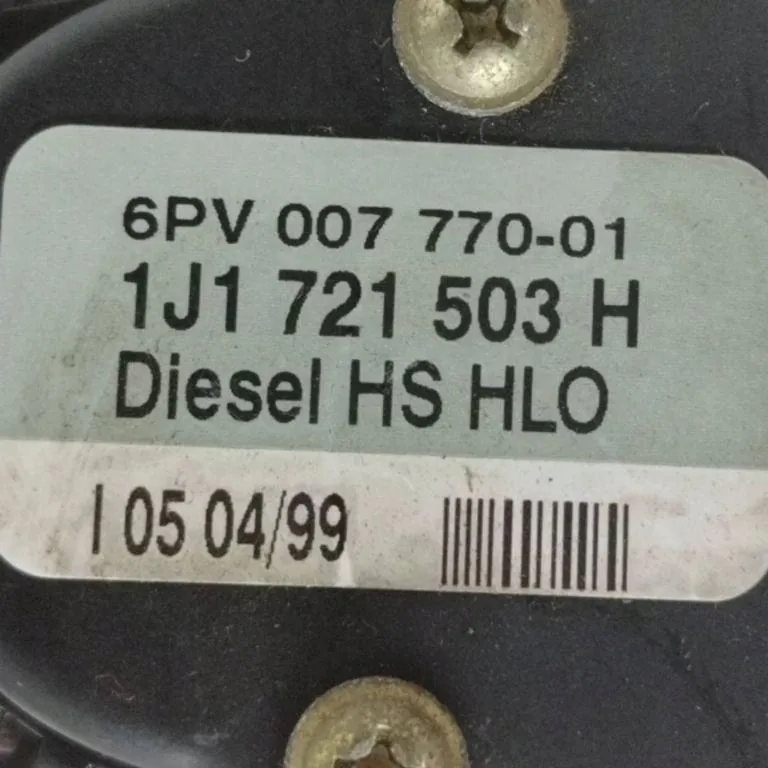 6PV 007 770-01
1J1 721 503 H
Diesel HS HLO
I 05 04/99